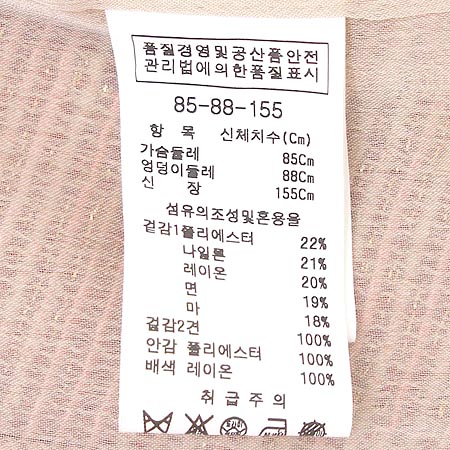 품질경영및공산품안전
관리법에의한품질표시
85-88-155
항 목 신체치수(Cm)
가슴둘레 85Cm
엉덩이둘레 88Cm
신 장 155Cm
섬유의조성및혼용율
겉감1폴리에스터 22%
나일론 21%
레이온 20%
면 19%
마 18%
겉감2견 100%
안감 폴리에스터 100%
배색 레이온 100%
취급주의